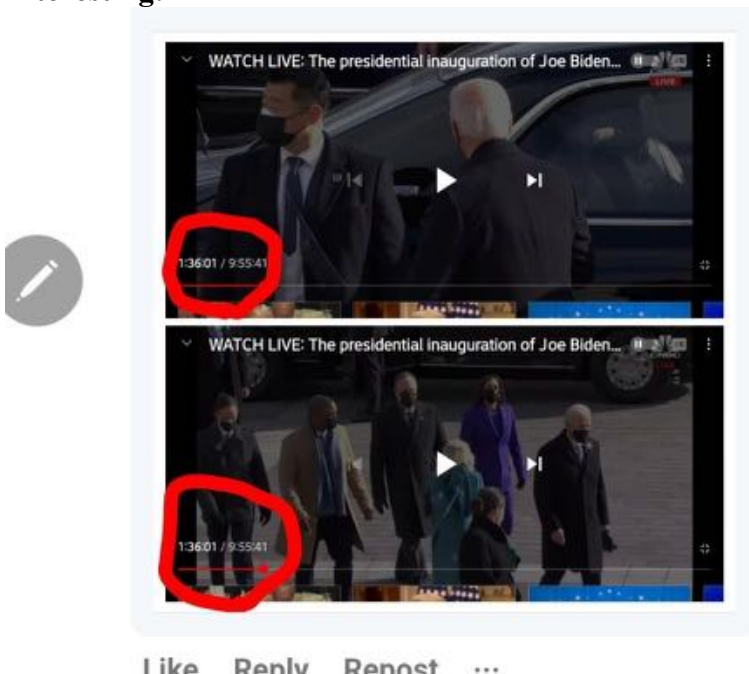 WATCH LIVE: The presidential inauguration of Joe Biden...
LIVE
1:36:01 / 9:55:41
WATCH LIVE: The presidential inauguration of Joe Biden...
1:36:01 / 9:55:41
Like Reply Repost ...